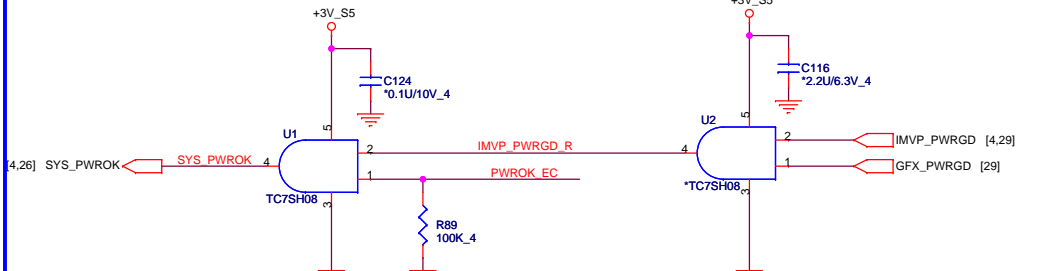 +3V_S5
+3V_S5
C124
*0.1U/10V_4
C116
*2.2U/6.3V_4
5
5
U1
U2
[4,26] SYS_PWROK
SYS_PWROK
4
2
IMVP_PWRGD_R
4
2
IMVP_PWRGD [4,29]
1
PWROK_EC
1
GFX_PWRGD [29]
TC7SH08
*TC7SH08
3
3
R89
100K_4